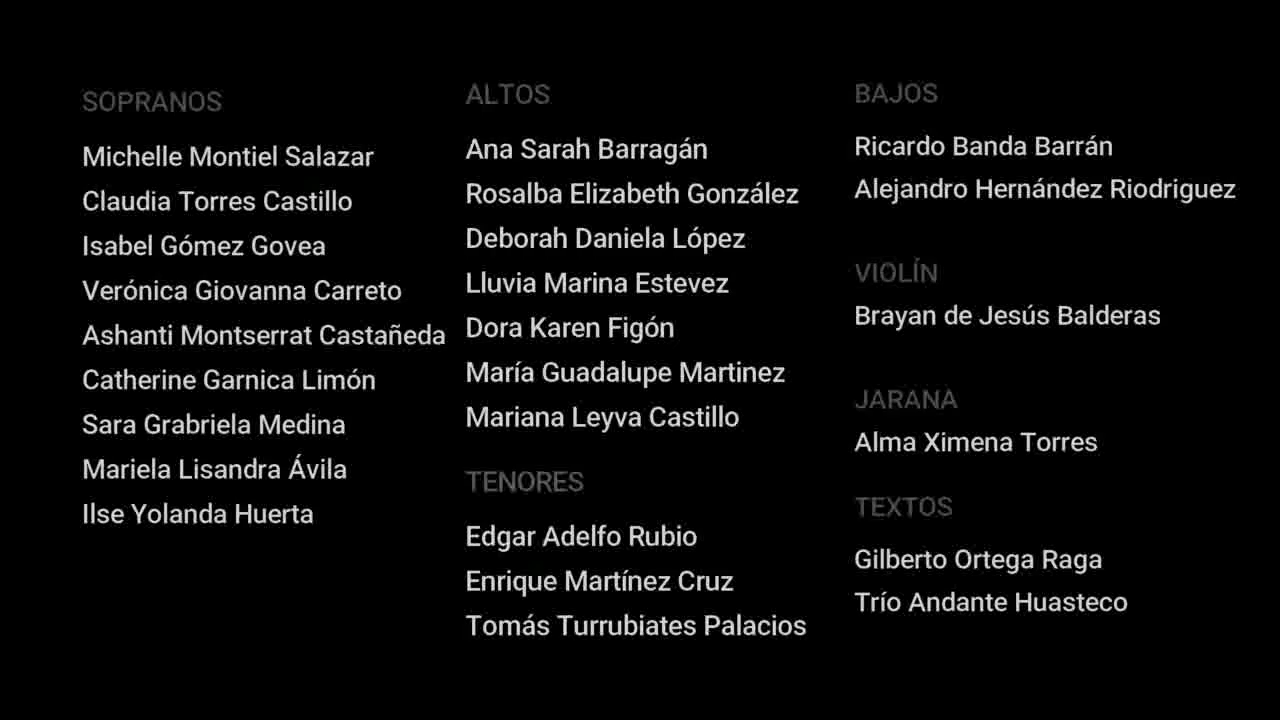 SOPRANOS
Michelle Montiel Salazar
Claudia Torres Castillo
Isabel Gómez Govea
Verónica Giovanna Carreto
Ashanti Montserrat Castañeda
Catherine Garnica Limón
Sara Grabriela Medina
Mariela Lisandra Ávila
Ilse Yolanda Huerta
ALTOS
Ana Sarah Barragán
Rosalba Elizabeth González
Deborah Daniela López
Lluvia Marina Estevez
Dora Karen Figón
María Guadalupe Martinez
Mariana Leyva Castillo
TENORES
Edgar Adelfo Rubio
Enrique Martínez Cruz
Tomás Turrubiates Palacios
BAJOS
Ricardo Banda Barrán
Alejandro Hernández Riodriguez
VIOLÍN
Brayan de Jesús Balderas
JARANA
Alma Ximena Torres
TEXTOS
Gilberto Ortega Raga
Trío Andante Huasteco